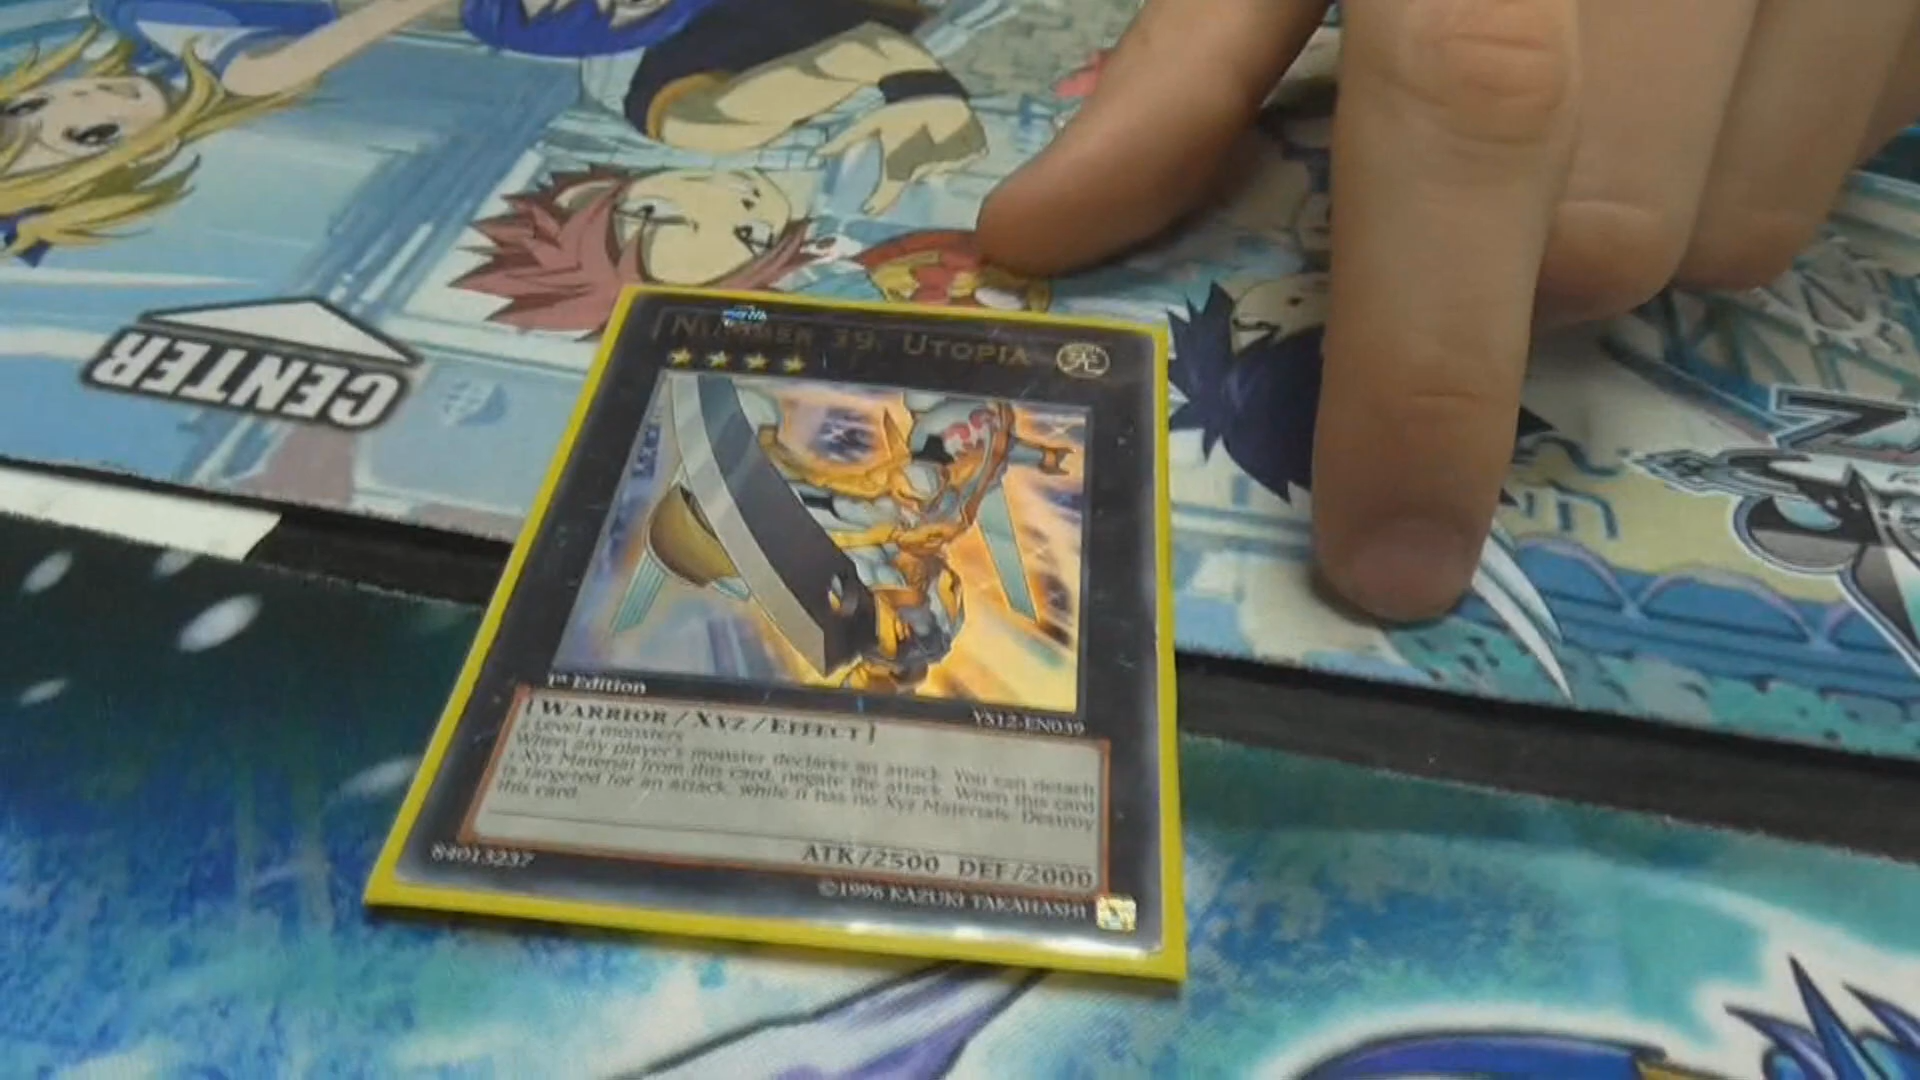 NUMBER 39: UTOPIA
CENTER
1st Edition
YS12-EN039
[WARRIOR/XYZ/EFFECT]
2 Level 4 monsters
When any player's monster declares an attack: You can detach
1 Xyz Material from this card; negate the attack. When this card
is targeted for an attack, while it has no Xyz Materials: Destroy
this card.
ATK/2500 DEF/2000
84013237
©1996 KAZUKI TAKAHASHI